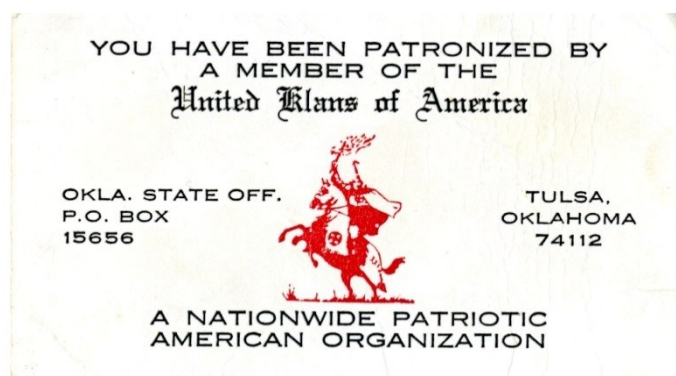 YOU HAVE BEEN PATRONIZED BY
A MEMBER OF THE
United Klans of America
OKLA. STATE OFF.
P.O. BOX
15656
TULSA,
OKLAHOMA
74112
A NATIONWIDE PATRIOTIC
AMERICAN ORGANIZATION